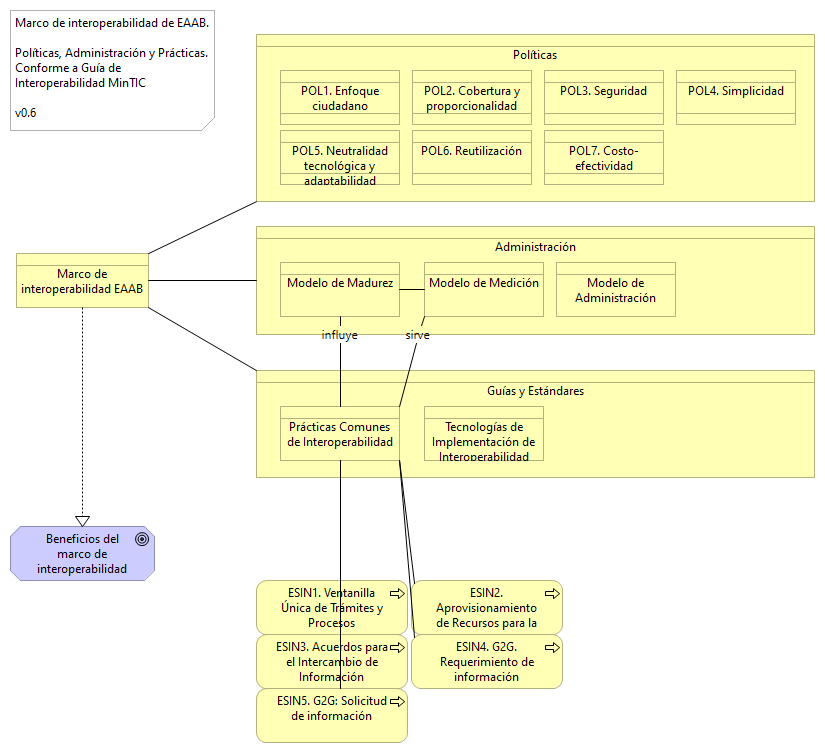 Marco de interoperabilidad de EAAB.
Políticas, Administración y Prácticas.
Conforme a Guía de
Interoperabilidad MinTIC
v0.6
Políticas
POL1. Enfoque
ciudadano
POL2. Cobertura y
proporcionalidad
POL3. Seguridad
POL4. Simplicidad
POL5. Neutralidad
tecnológica y
adaptabilidad
POL6. Reutilización
POL7. Costo-
efectividad
Marco de
interoperabilidad EAAB
Administración
Modelo de Madurez
Modelo de Medición
Modelo de
Administración
influye
sirve
Guías y Estándares
Prácticas Comunes
de Interoperabilidad
Tecnologías de
Implementación de
Interoperabilidad
Beneficios del
marco de
interoperabilidad
ESIN1. Ventanilla
Única de Trámites y
Procesos
ESIN2.
Aprovisionamiento
de Recursos para la
ESIN3. Acuerdos para
el Intercambio de
Información
ESIN4. G2G.
Requerimiento de
información
ESIN5. G2G: Solicitud
de información